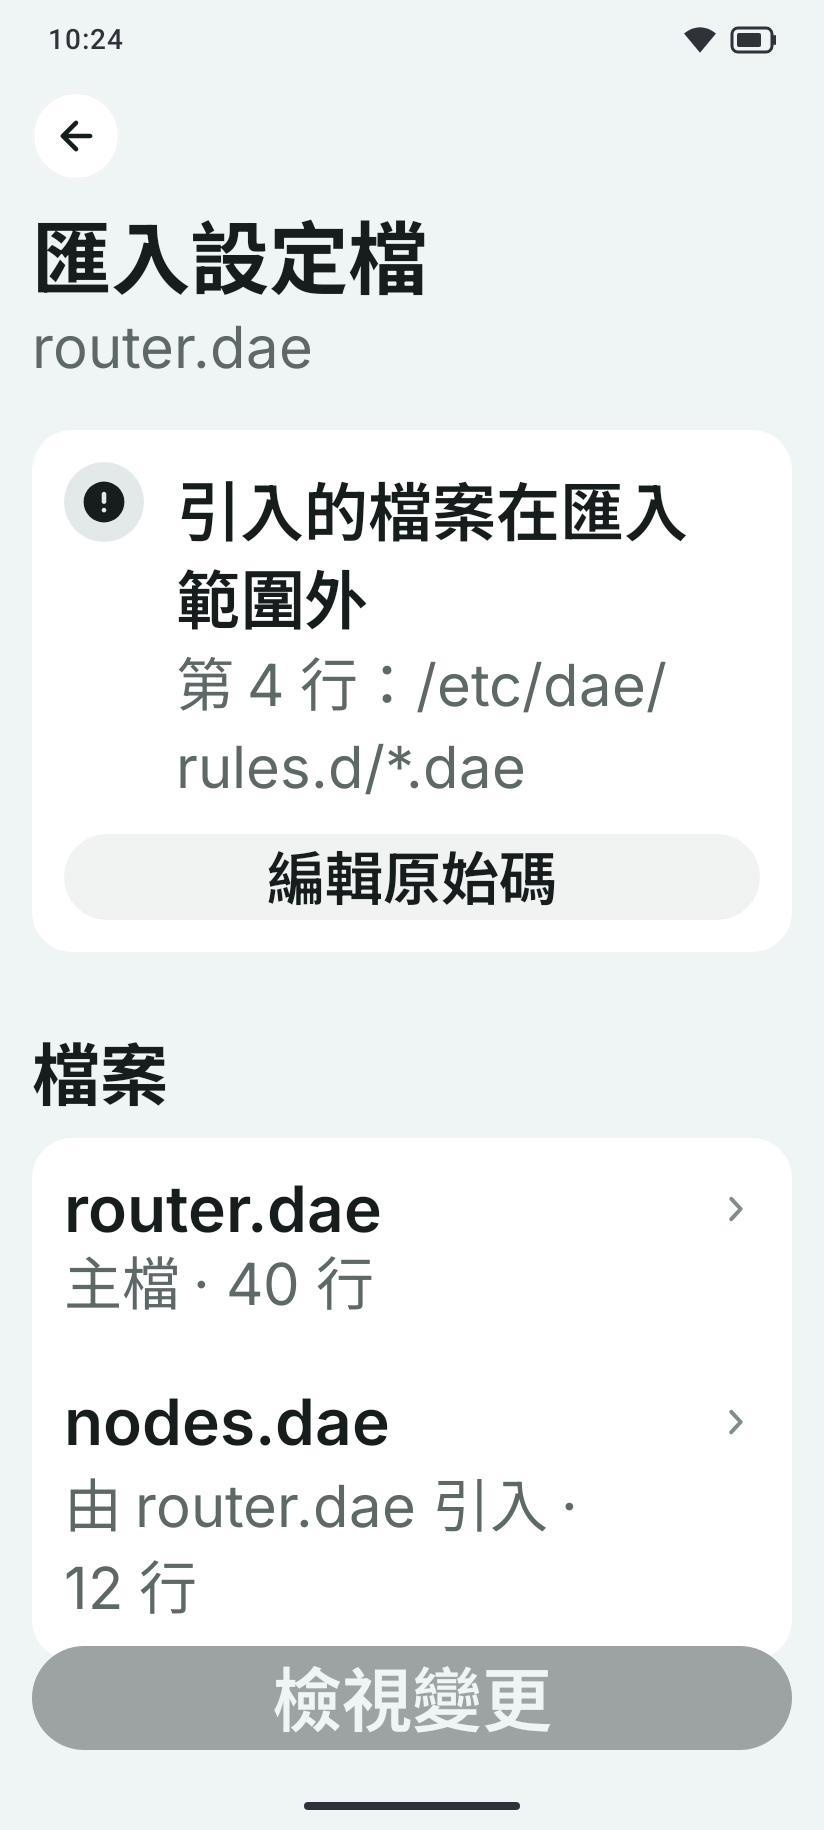 10:24
匯入設定檔
router.dae
引入的檔案在匯入
範圍外
第 4 行：/etc/dae/
rules.d/*.dae
編輯原始碼
檔案
router.dae
主檔 · 40 行
nodes.dae
由 router.dae 引入 ·
12 行
檢視變更